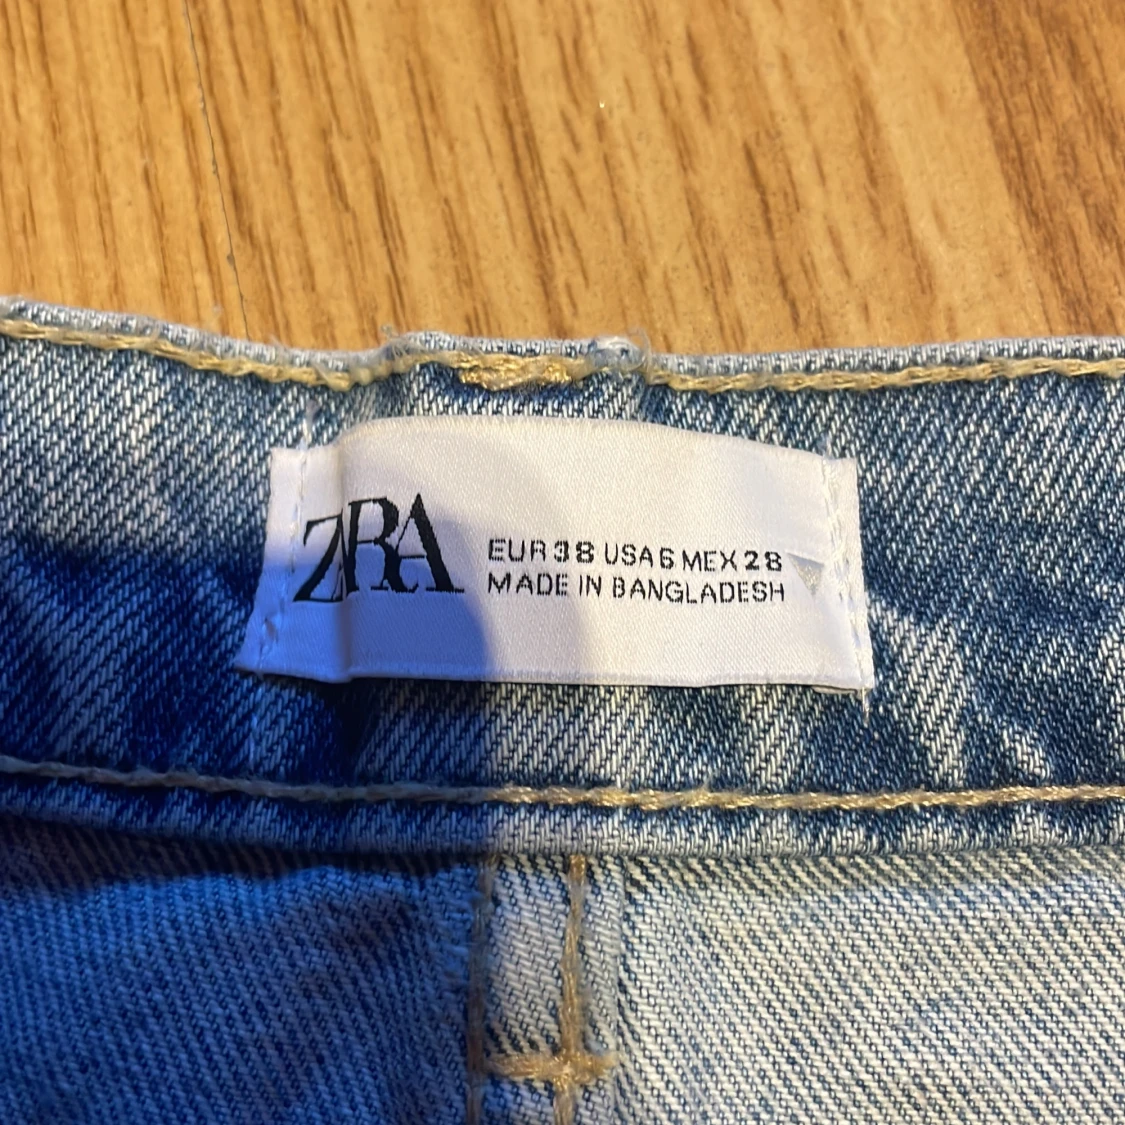 ZARA
EUR 38 USA 6 MEX 28
MADE IN BANGLADESH